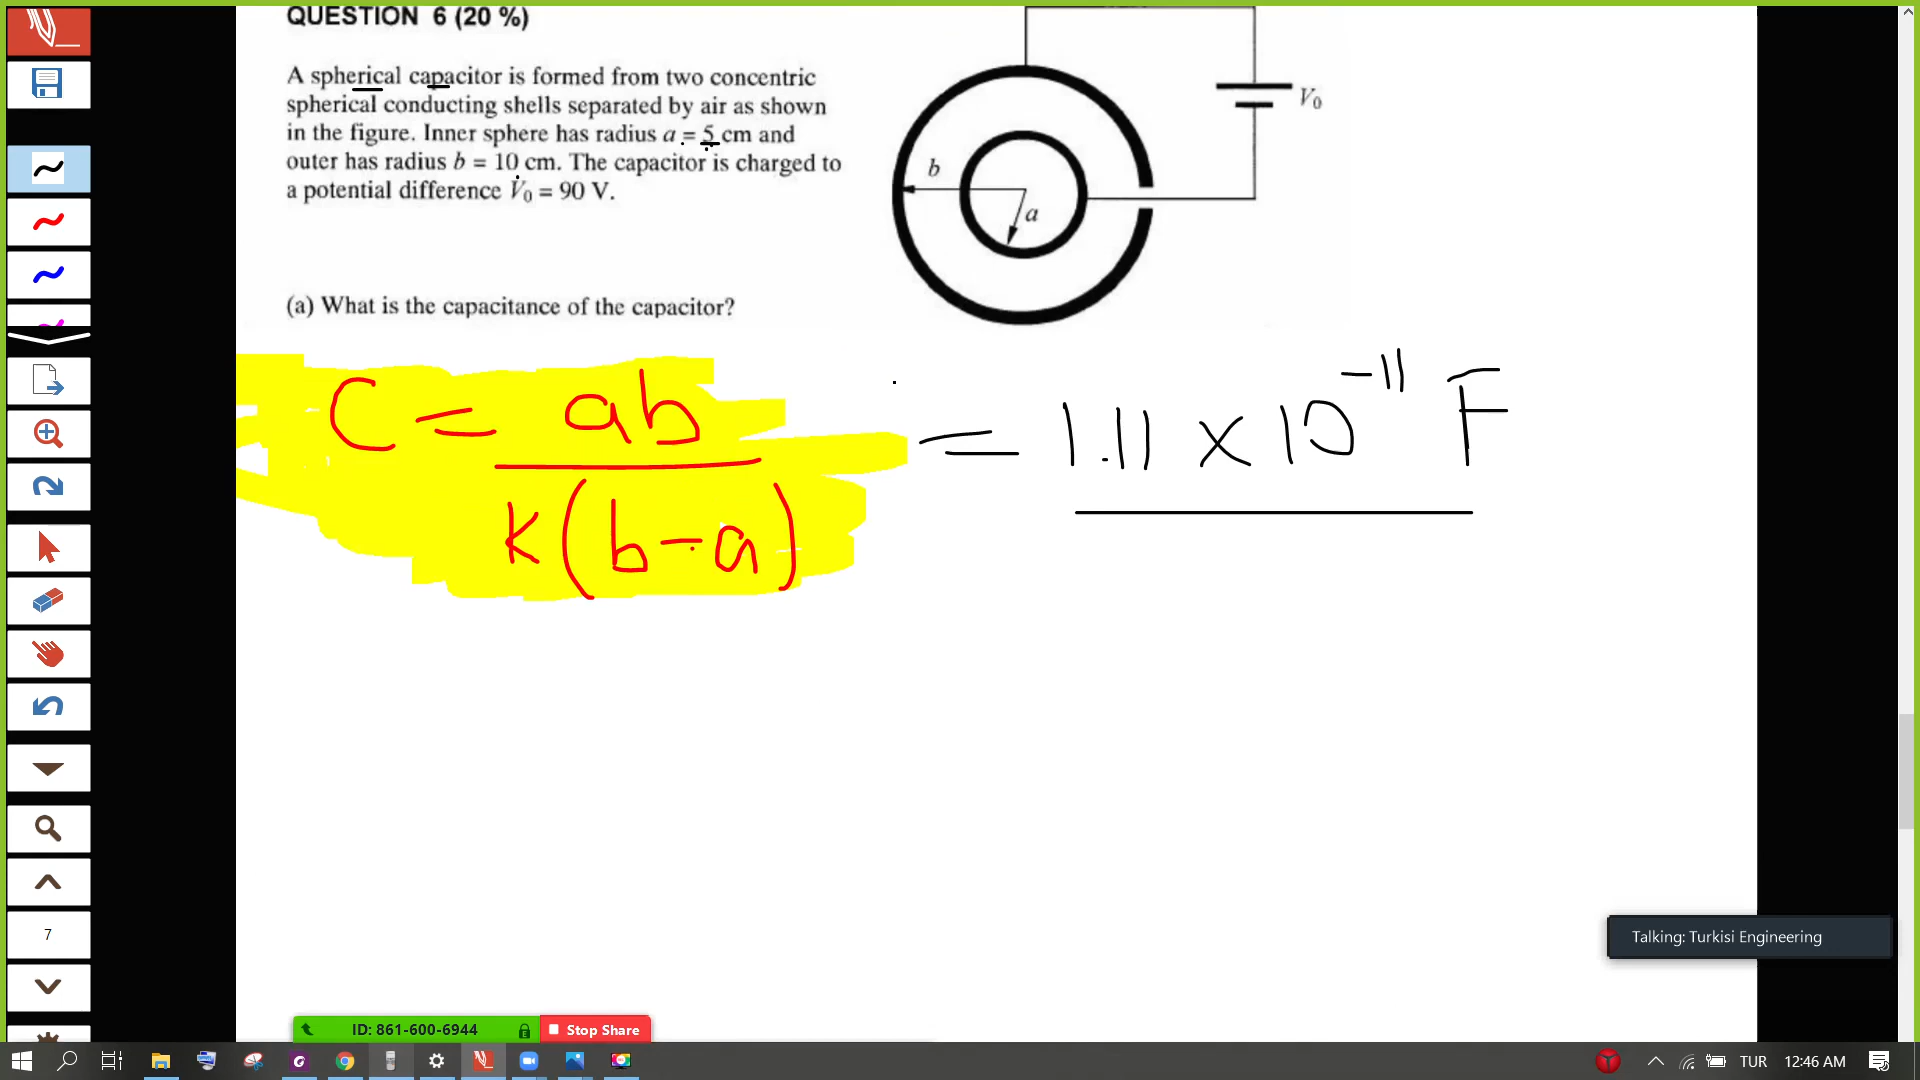 QUESTION 6 (20 %)
A spherical capacitor is formed from two concentric
spherical conducting shells separated by air as shown
in the figure. Inner sphere has radius a = 5 cm and
outer has radius b = 10 cm. The capacitor is charged to
a potential difference V₀ = 90 V.
V₀
b
a
(a) What is the capacitance of the capacitor?
C = ab / k(b-a) = 1.11 x 10⁻¹¹ F
7
Talking: Turkisi Engineering
ID: 861-600-6944
Stop Share
TUR
12:46 AM